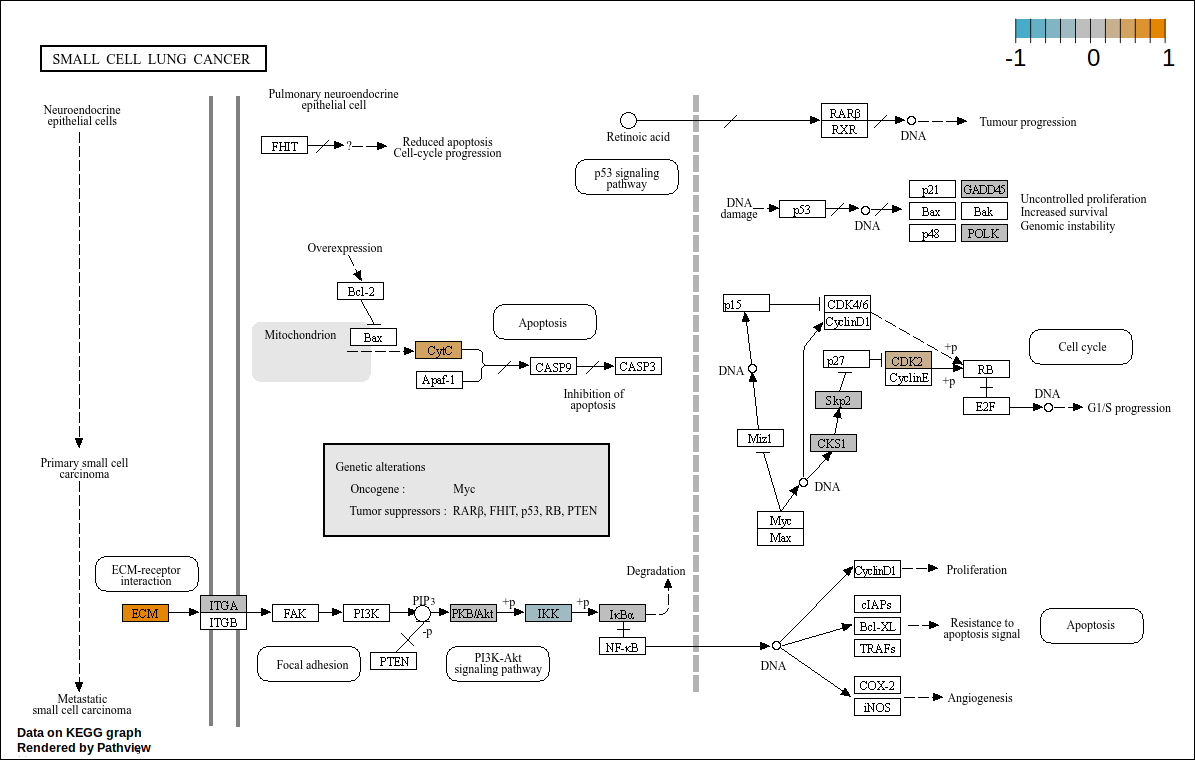 -1 0 1
SMALL CELL LUNG CANCER
Neuroendocrine
epithelial cells
Pulmonary neuroendocrine
epithelial cell
FHIT
?
Reduced apoptosis
Cell-cycle progression
Retinoic acid
RARβ
RXR
DNA
Tumour progression
p53 signaling
pathway
DNA
damage
p53
DNA
p21
GADD45
Bax
Bak
p48
POLK
Uncontrolled proliferation
Increased survival
Genomic instability
Overexpression
Bcl-2
Mitochondrion
Bax
CytC
Apaf-1
Apoptosis
CASP9
CASP3
Inhibition of
apoptosis
p15
CDK4/6
CyclinD1
p27
CDK2
CyclinE
+p
+p
RB
E2F
DNA
G1/S progression
Cell cycle
DNA
Skp2
CKS1
Miz1
DNA
Myc
Max
Primary small cell
carcinoma
Genetic alterations
Oncogene : Myc
Tumor suppressors : RARβ, FHIT, p53, RB, PTEN
ECM-receptor
interaction
ECM
ITGA
ITGB
FAK
PI3K
PIP3
-p
PTEN
PKB/Akt
+p
IKK
+p
IκBα
NF-κB
Degradation
Focal adhesion
PI3K-Akt
signaling pathway
DNA
CyclinD1
Proliferation
cIAPs
Bcl-XL
TRAFs
Resistance to
apoptosis signal
Apoptosis
COX-2
iNOS
Angiogenesis
Metastatic
small cell carcinoma
Data on KEGG graph
Rendered by Pathview